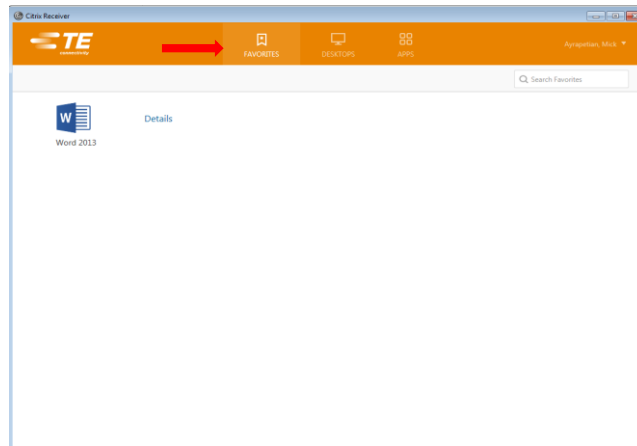 Citrix Receiver
TE
connectivity
FAVORITES
DESKTOPS
APPS
Ayrapetian, Mick
Search Favorites
W
Details
Word 2013